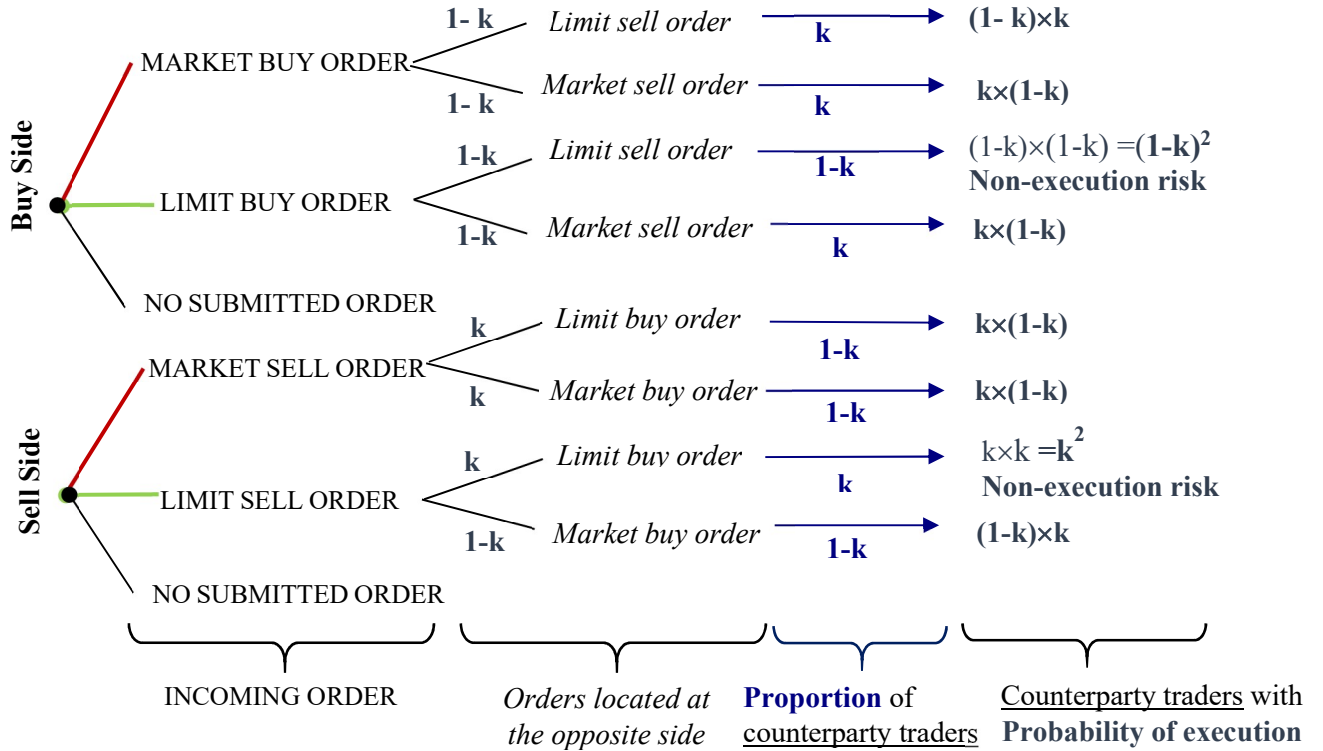 Buy Side
MARKET BUY ORDER
1- k
Limit sell order
k
(1- k)×k
1- k
Market sell order
k
k×(1-k)
LIMIT BUY ORDER
1-k
Limit sell order
1-k
(1-k)×(1-k) =(1-k)²
Non-execution risk
1-k
Market sell order
k
k×(1-k)
NO SUBMITTED ORDER
Sell Side
MARKET SELL ORDER
k
Limit buy order
1-k
k×(1-k)
k
Market buy order
1-k
k×(1-k)
LIMIT SELL ORDER
k
Limit buy order
k
k×k =k²
Non-execution risk
1-k
Market buy order
1-k
(1-k)×k
NO SUBMITTED ORDER
INCOMING ORDER
Orders located at
the opposite side
Proportion of
counterparty traders
Counterparty traders with
Probability of execution